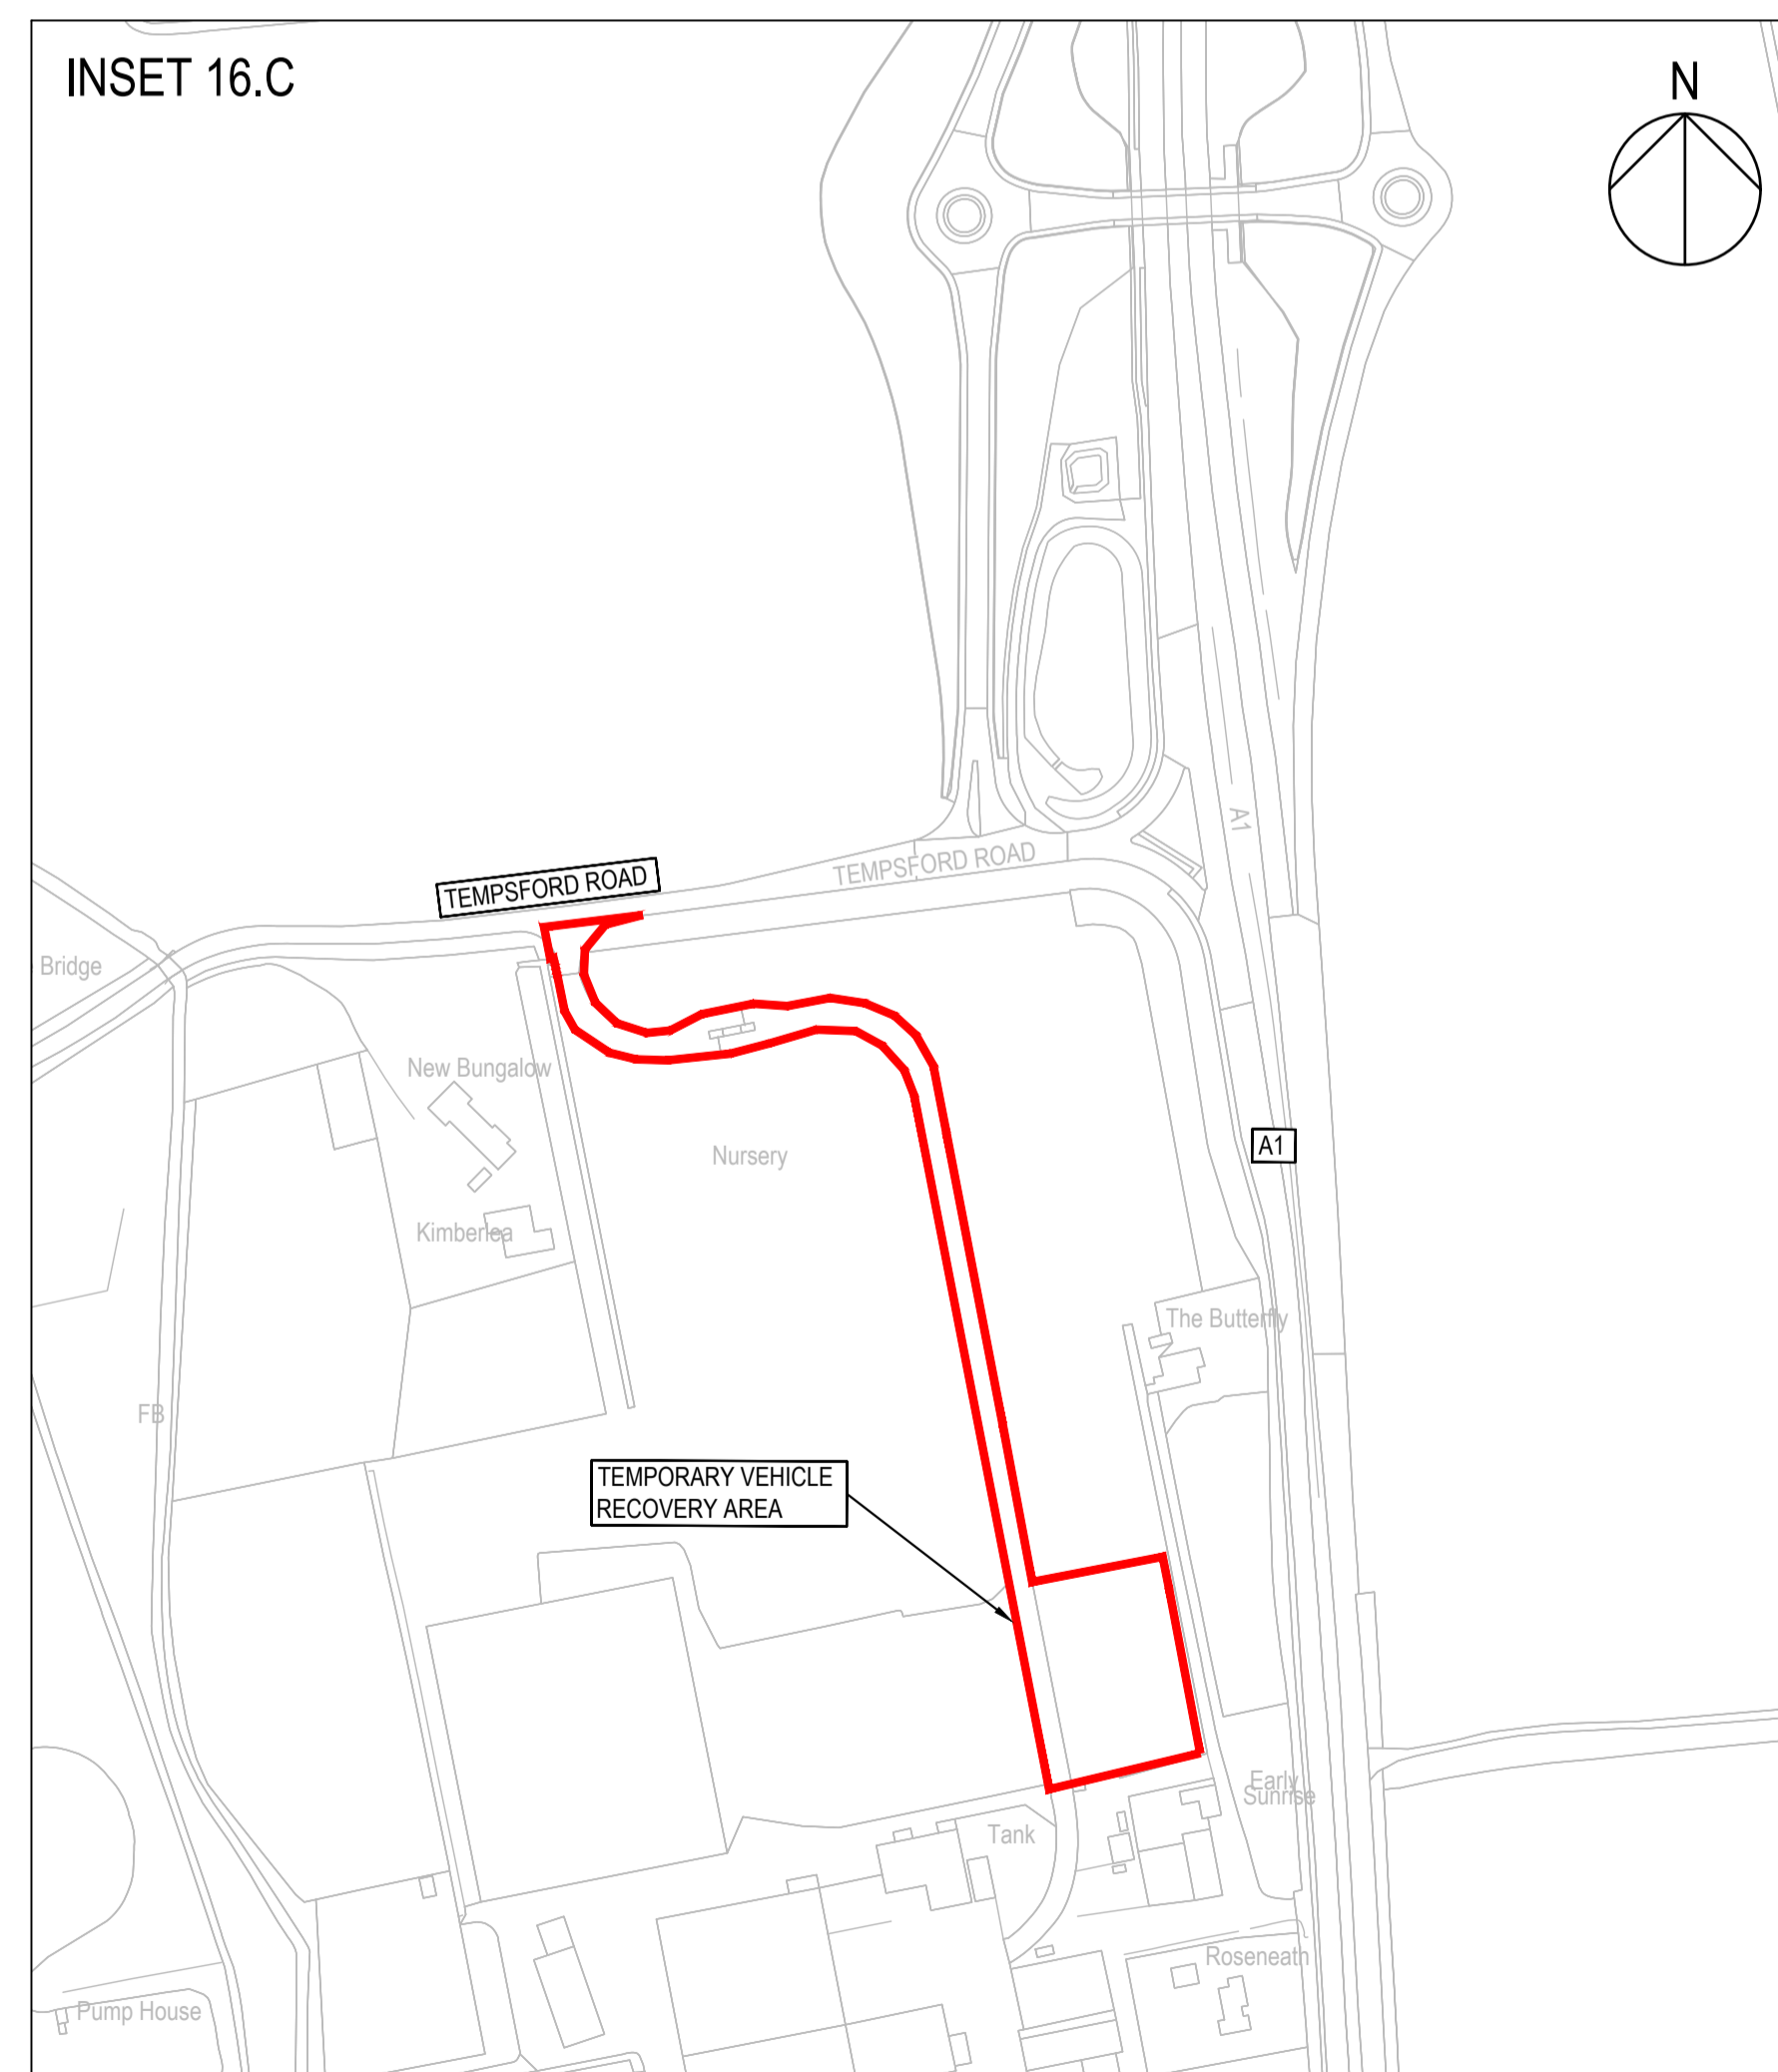 INSET 16.C
N
A1
TEMPSFORD ROAD
TEMPSFORD ROAD
Bridge
New Bungalow
A1
Nursery
Kimberlea
The Butterfly
FB
TEMPORARY VEHICLE
RECOVERY AREA
Early
Sunrise
Tank
Roseneath
Pump House